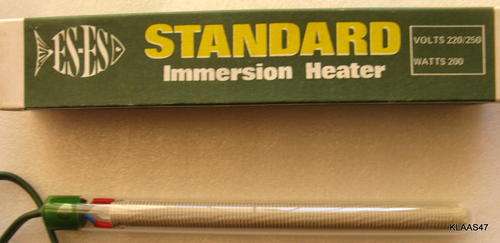 ES-ES
STANDARD
Immersion Heater
VOLTS 220/250
WATTS 200
KLAAS47